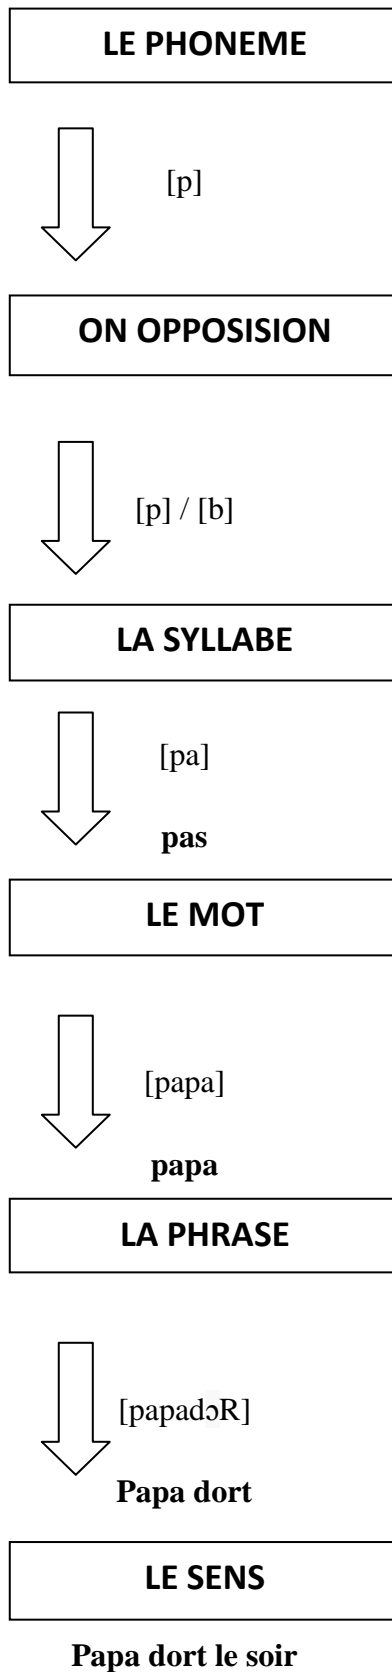 LE PHONEME
[p]
ON OPPOSISION
[p] / [b]
LA SYLLABE
[pa]
pas
LE MOT
[papa]
papa
LA PHRASE
[papadɔR]
Papa dort
LE SENS
Papa dort le soir